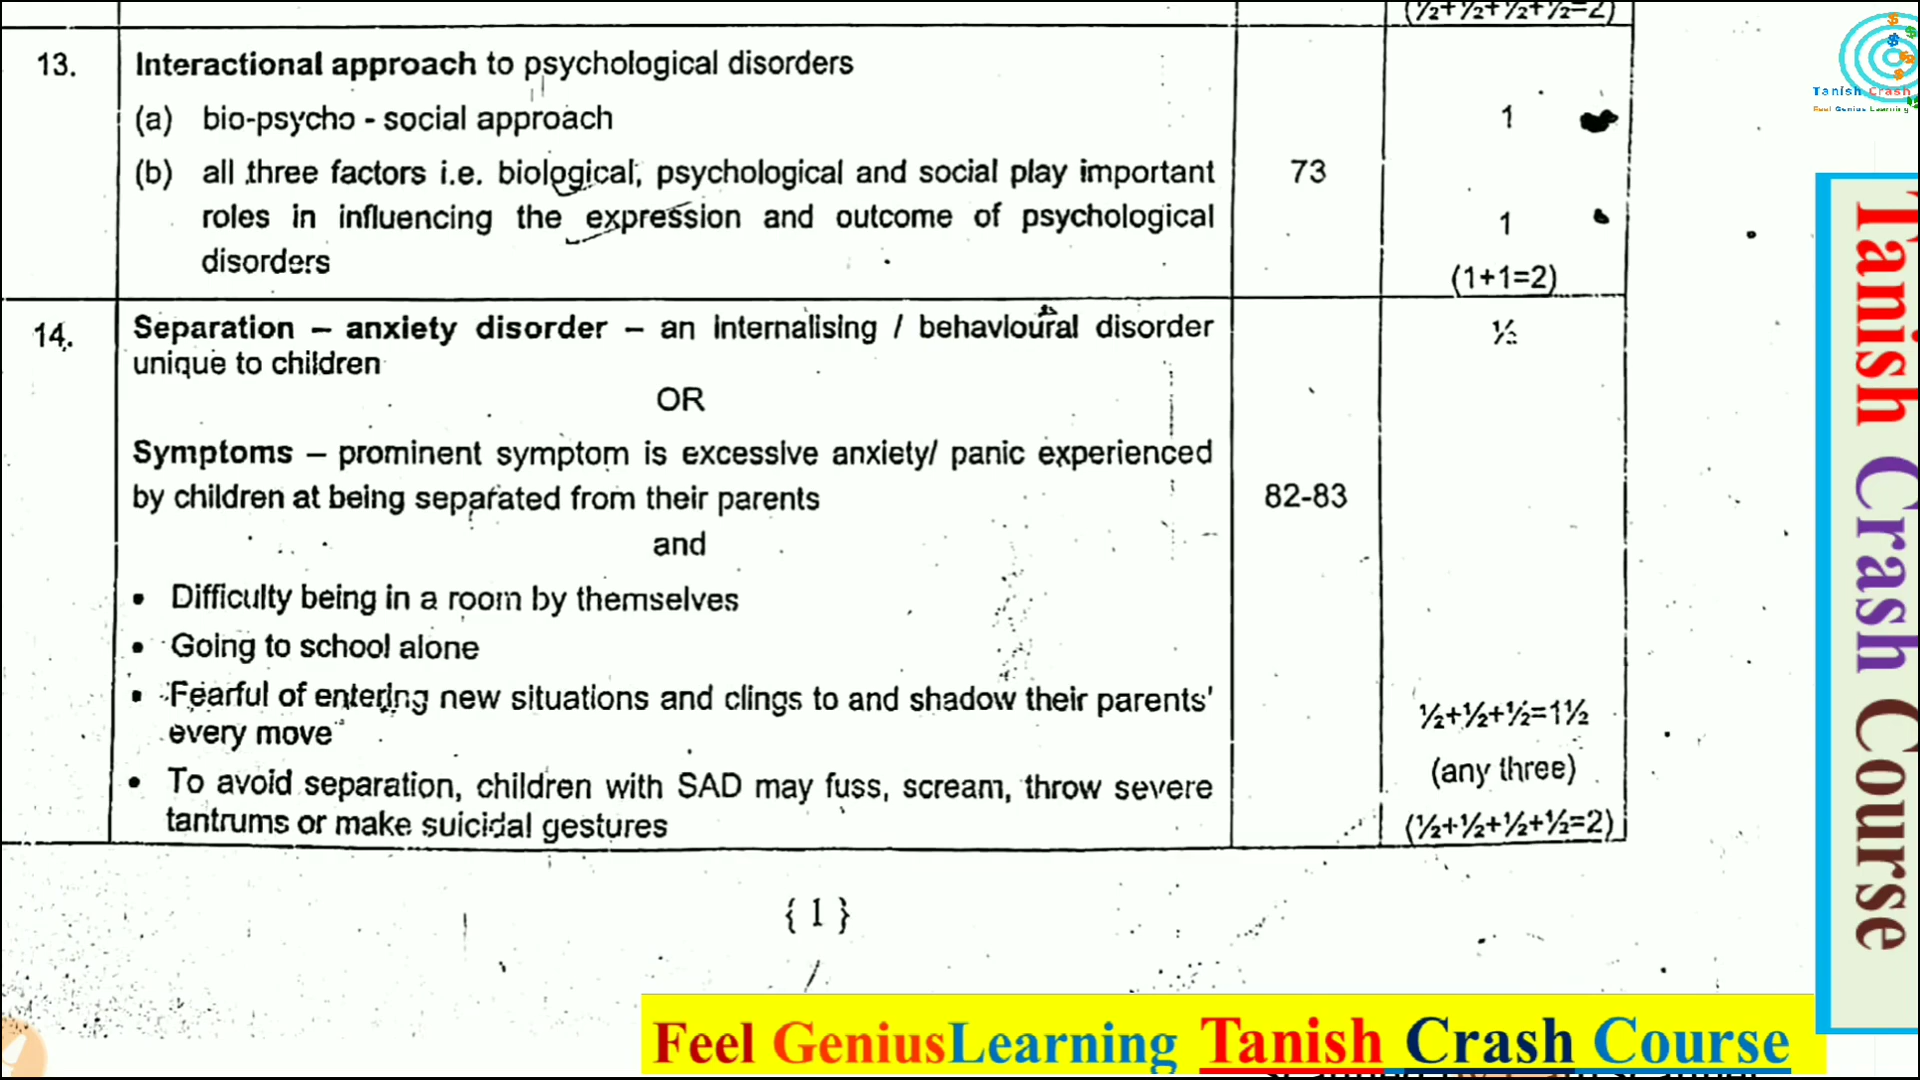 (½+½+½+½=2)
13. Interactional approach to psychological disorders
(a) bio-psycho - social approach 1
(b) all three factors i.e. biological, psychological and social play important 73
roles in influencing the expression and outcome of psychological 1
disorders
(1+1=2)
14. Separation – anxiety disorder – an internalising / behavioural disorder ½
unique to children
OR
Symptoms – prominent symptom is excessive anxiety/ panic experienced
by children at being separated from their parents 82-83
and
• Difficulty being in a room by themselves
• Going to school alone
• Fearful of entering new situations and clings to and shadow their parents' ½+½+½=1½
every move
(any three)
• To avoid separation, children with SAD may fuss, scream, throw severe
tantrums or make suicidal gestures (½+½+½+½=2)
{ 1 }
Tanish Crash
Feel Genius Learning
Tanish Crash Course
Feel GeniusLearning Tanish Crash Course